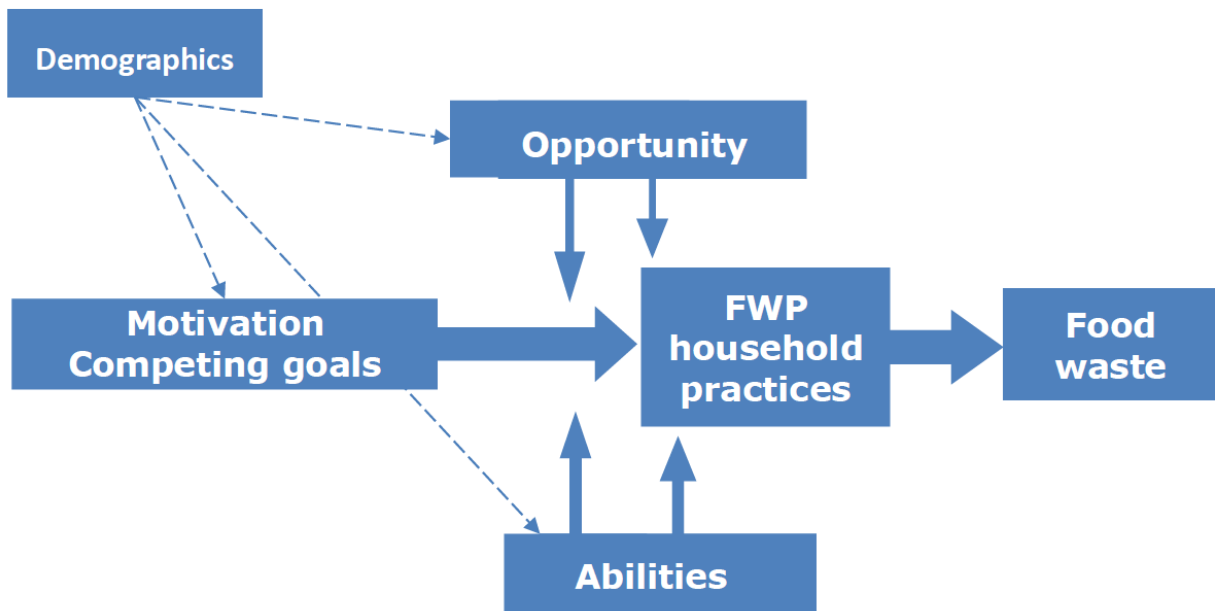 Demographics
Opportunity
Motivation
Competing goals
FWP
household
practices
Food
waste
Abilities